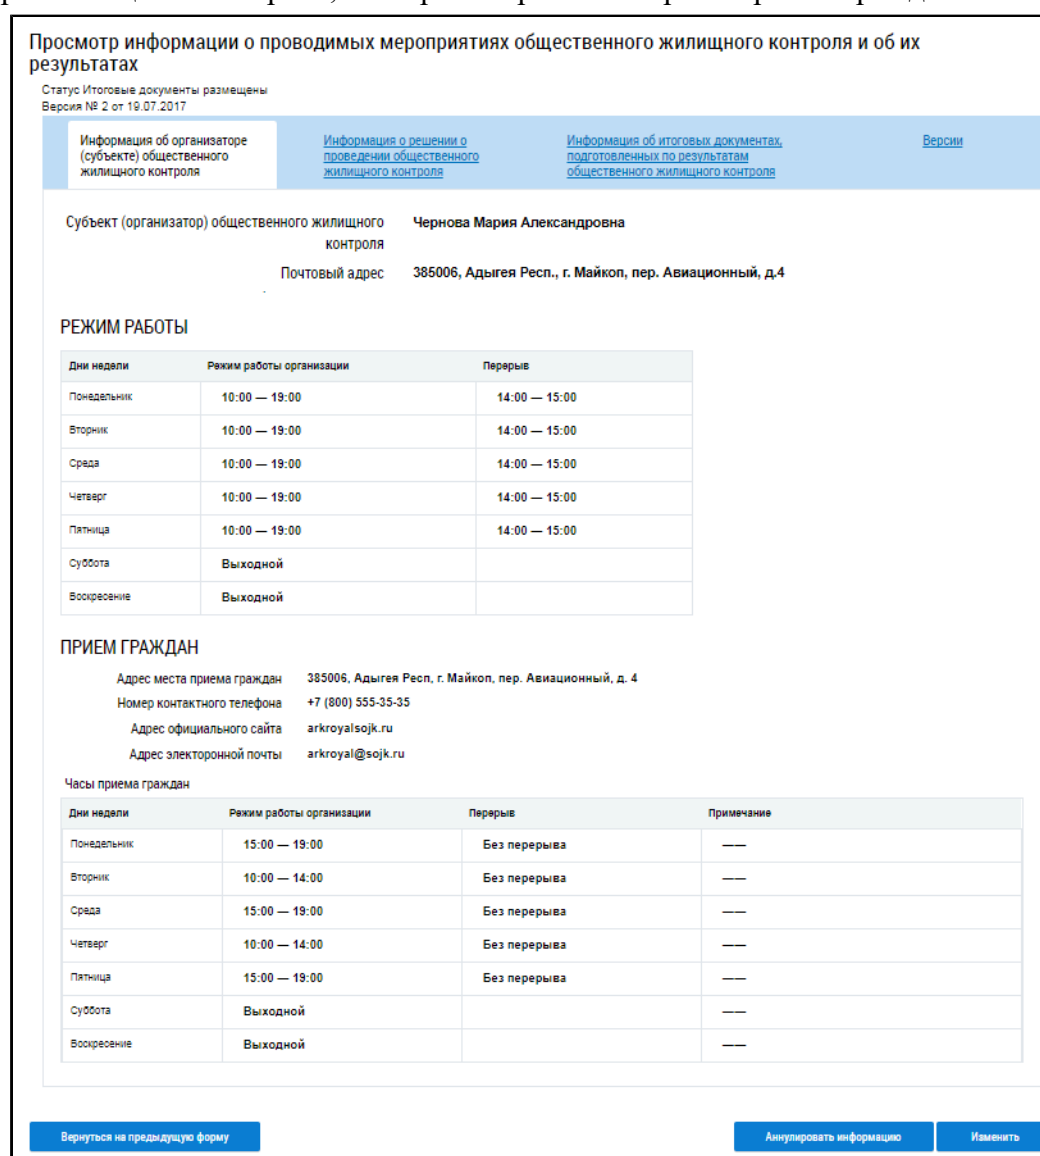 Просмотр информации о проводимых мероприятиях общественного жилищного контроля и об их
результатах
Статус Итоговые документы размещены
Версия № 2 от 19.07.2017
Информация об организаторе
(субъекте) общественного
жилищного контроля
Информация о решении о
проведении общественного
жилищного контроля
Информация об итоговых документах,
подготовленных по результатам
общественного жилищного контроля
Версии
Субъект (организатор) общественного жилищного
контроля
Чернова Мария Александровна
Почтовый адрес 385006, Адыгея Респ., г. Майкоп, пер. Авиационный, д.4
РЕЖИМ РАБОТЫ
Дни недели Режим работы организации Перерыв
Понедельник 10:00 — 19:00 14:00 — 15:00
Вторник 10:00 — 19:00 14:00 — 15:00
Среда 10:00 — 19:00 14:00 — 15:00
Четверг 10:00 — 19:00 14:00 — 15:00
Пятница 10:00 — 19:00 14:00 — 15:00
Суббота Выходной
Воскресение Выходной
ПРИЕМ ГРАЖДАН
Адрес места приема граждан 385006, Адыгея Респ, г. Майкоп, пер. Авиационный, д. 4
Номер контактного телефона +7 (800) 555-35-35
Адрес официального сайта arkroyalsojk.ru
Адрес электоронной почты arkroyal@sojk.ru
Часы приема граждан
Дни недели Режим работы организации Перерыв Примечание
Понедельник 15:00 — 19:00 Без перерыва ——
Вторник 10:00 — 14:00 Без перерыва ——
Среда 15:00 — 19:00 Без перерыва ——
Четверг 10:00 — 14:00 Без перерыва ——
Пятница 15:00 — 19:00 Без перерыва ——
Суббота Выходной ——
Воскресение Выходной ——
Вернуться на предыдущую форму Аннулировать информацию Изменить